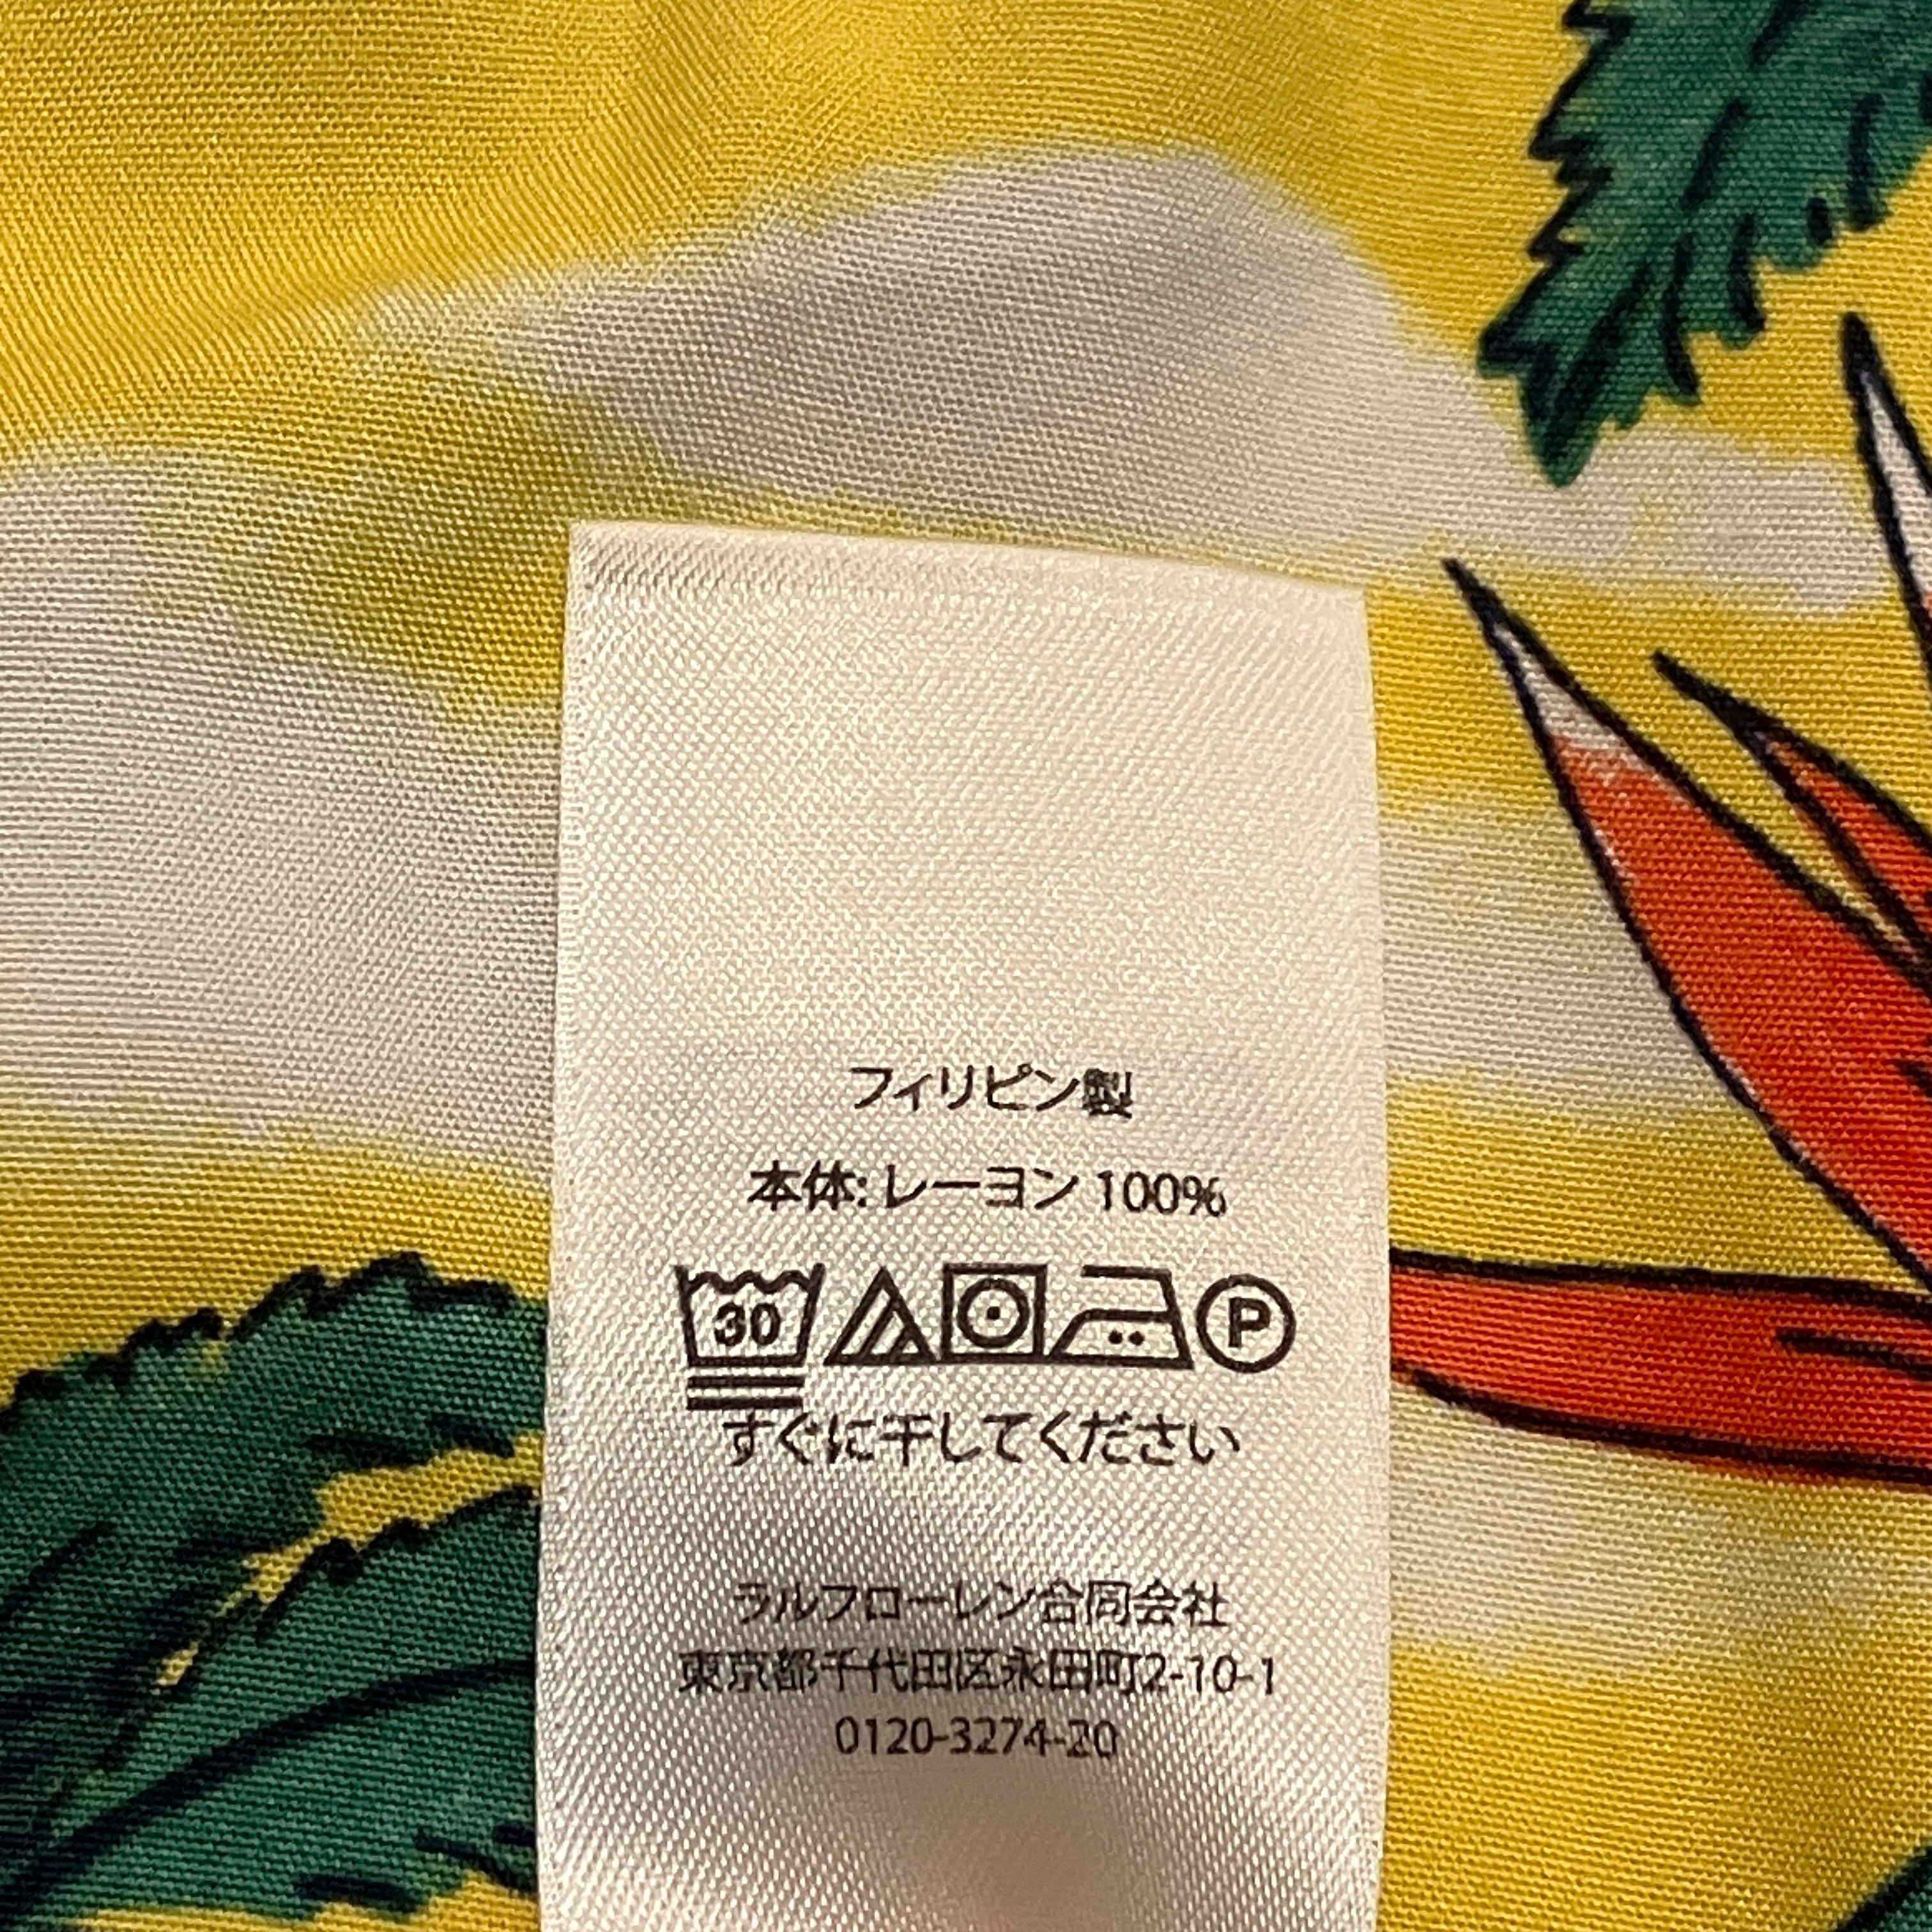 フィリピン製
本体: レーヨン 100%
30 P
すぐに干してください
ラルフローレン合同会社
東京都千代田区永田町2-10-1
0120-3274-20